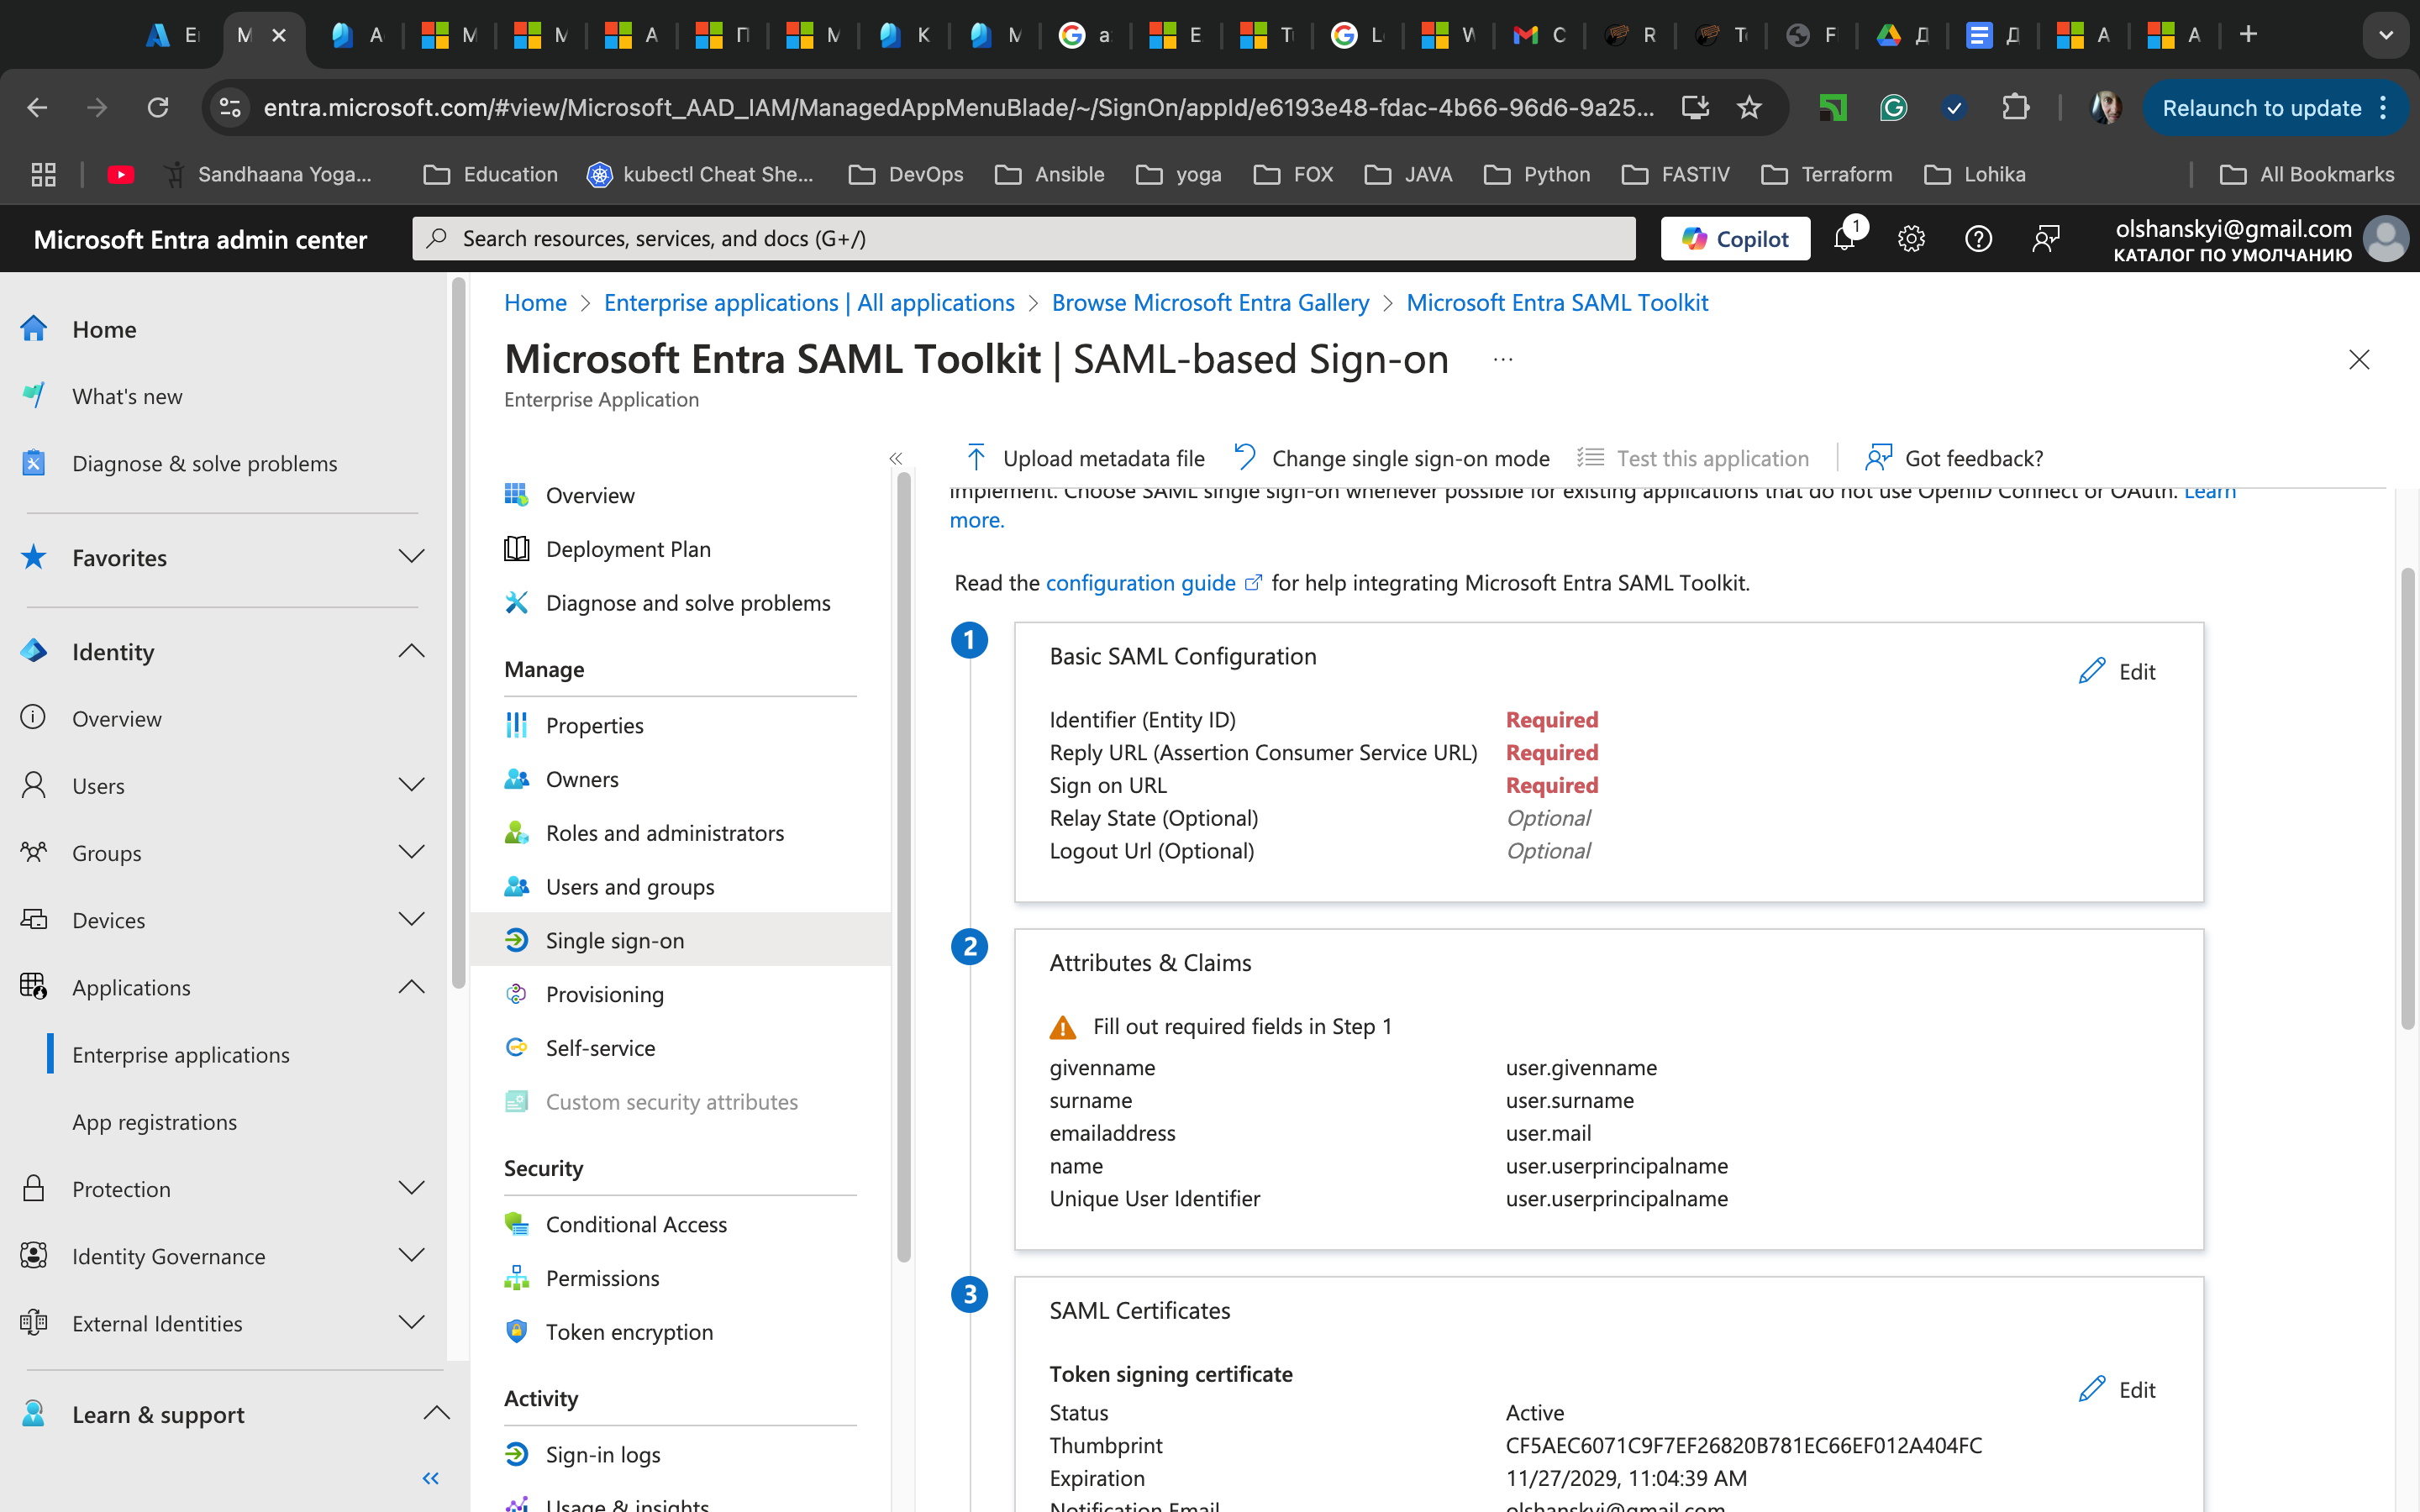 E
M
A
M
M
A
П
M
K
M
a
E
T
L
W
C
R
T
F
Д
Д
A
A
entra.microsoft.com/#view/Microsoft_AAD_IAM/ManagedAppMenuBlade/~/SignOn/appId/e6193e48-fdac-4b66-96d6-9a25...
Relaunch to update
Sandhaana Yoga...
Education
kubectl Cheat She...
DevOps
Ansible
yoga
FOX
JAVA
Python
FASTIV
Terraform
Lohika
All Bookmarks
Microsoft Entra admin center
Search resources, services, and docs (G+/)
Copilot
1
olshanskyi@gmail.com
КАТАЛОГ ПО УМОЛЧАНИЮ
Home
What's new
Diagnose & solve problems
Favorites
Identity
Overview
Users
Groups
Devices
Applications
Enterprise applications
App registrations
Protection
Identity Governance
External Identities
Learn & support
Home > Enterprise applications | All applications > Browse Microsoft Entra Gallery > Microsoft Entra SAML Toolkit
Microsoft Entra SAML Toolkit | SAML-based Sign-on ...
Enterprise Application
Overview
Deployment Plan
Diagnose and solve problems
Manage
Properties
Owners
Roles and administrators
Users and groups
Single sign-on
Provisioning
Self-service
Custom security attributes
Security
Conditional Access
Permissions
Token encryption
Activity
Sign-in logs
Usage & insights
Upload metadata file
Change single sign-on mode
Test this application
Got feedback?
implement. Choose SAML single sign-on whenever possible for existing applications that do not use OpenID Connect or OAuth. Learn
more.
Read the configuration guide for help integrating Microsoft Entra SAML Toolkit.
1
Basic SAML Configuration
Edit
Identifier (Entity ID) Required
Reply URL (Assertion Consumer Service URL) Required
Sign on URL Required
Relay State (Optional) Optional
Logout Url (Optional) Optional
2
Attributes & Claims
Fill out required fields in Step 1
givenname user.givenname
surname user.surname
emailaddress user.mail
name user.userprincipalname
Unique User Identifier user.userprincipalname
3
SAML Certificates
Token signing certificate
Edit
Status Active
Thumbprint CF5AEC6071C9F7EF26820B781EC66EF012A404FC
Expiration 11/27/2029, 11:04:39 AM
Notification Email olshanskyi@gmail.com